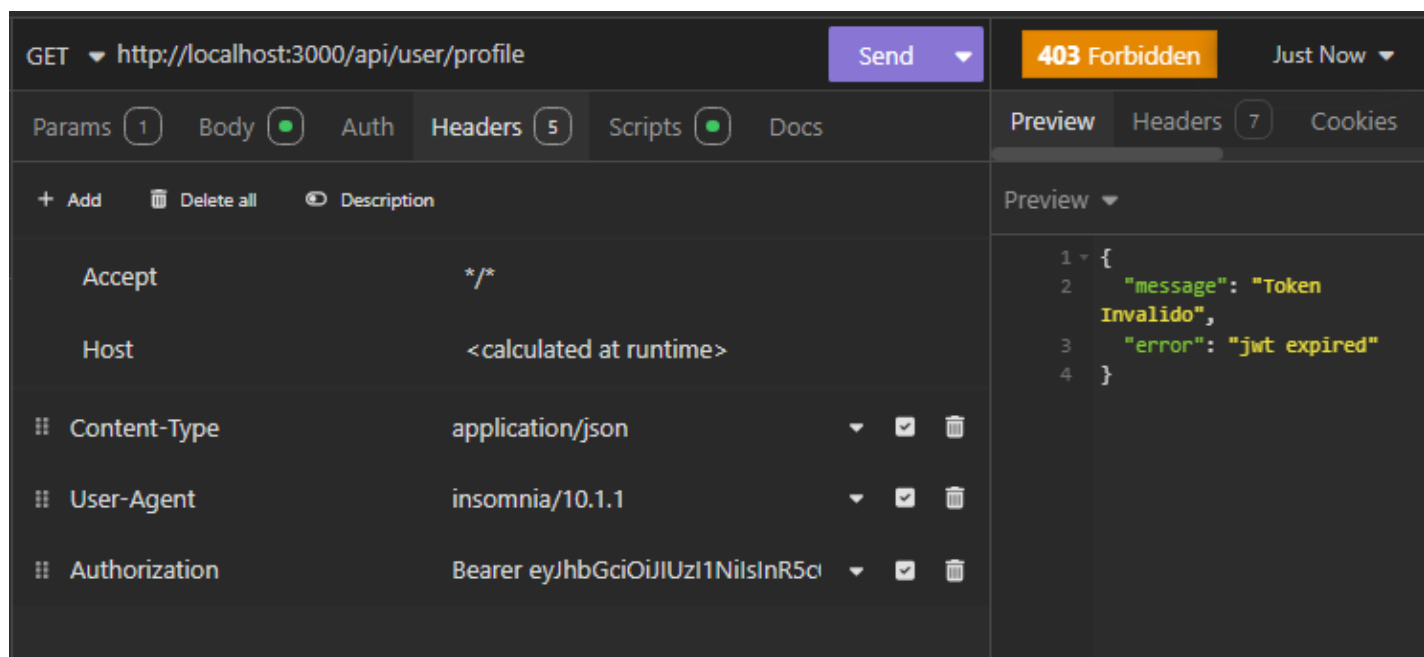 GET http://localhost:3000/api/user/profile Send
Params 1 Body Auth Headers 5 Scripts Docs
+ Add Delete all Description
Accept */*
Host <calculated at runtime>
Content-Type application/json
User-Agent insomnia/10.1.1
Authorization Bearer eyJhbGciOiJIUzI1NiIsInR5c
403 Forbidden Just Now
Preview Headers 7 Cookies
Preview
1 {
2 "message": "Token
Invalido",
3 "error": "jwt expired"
4 }